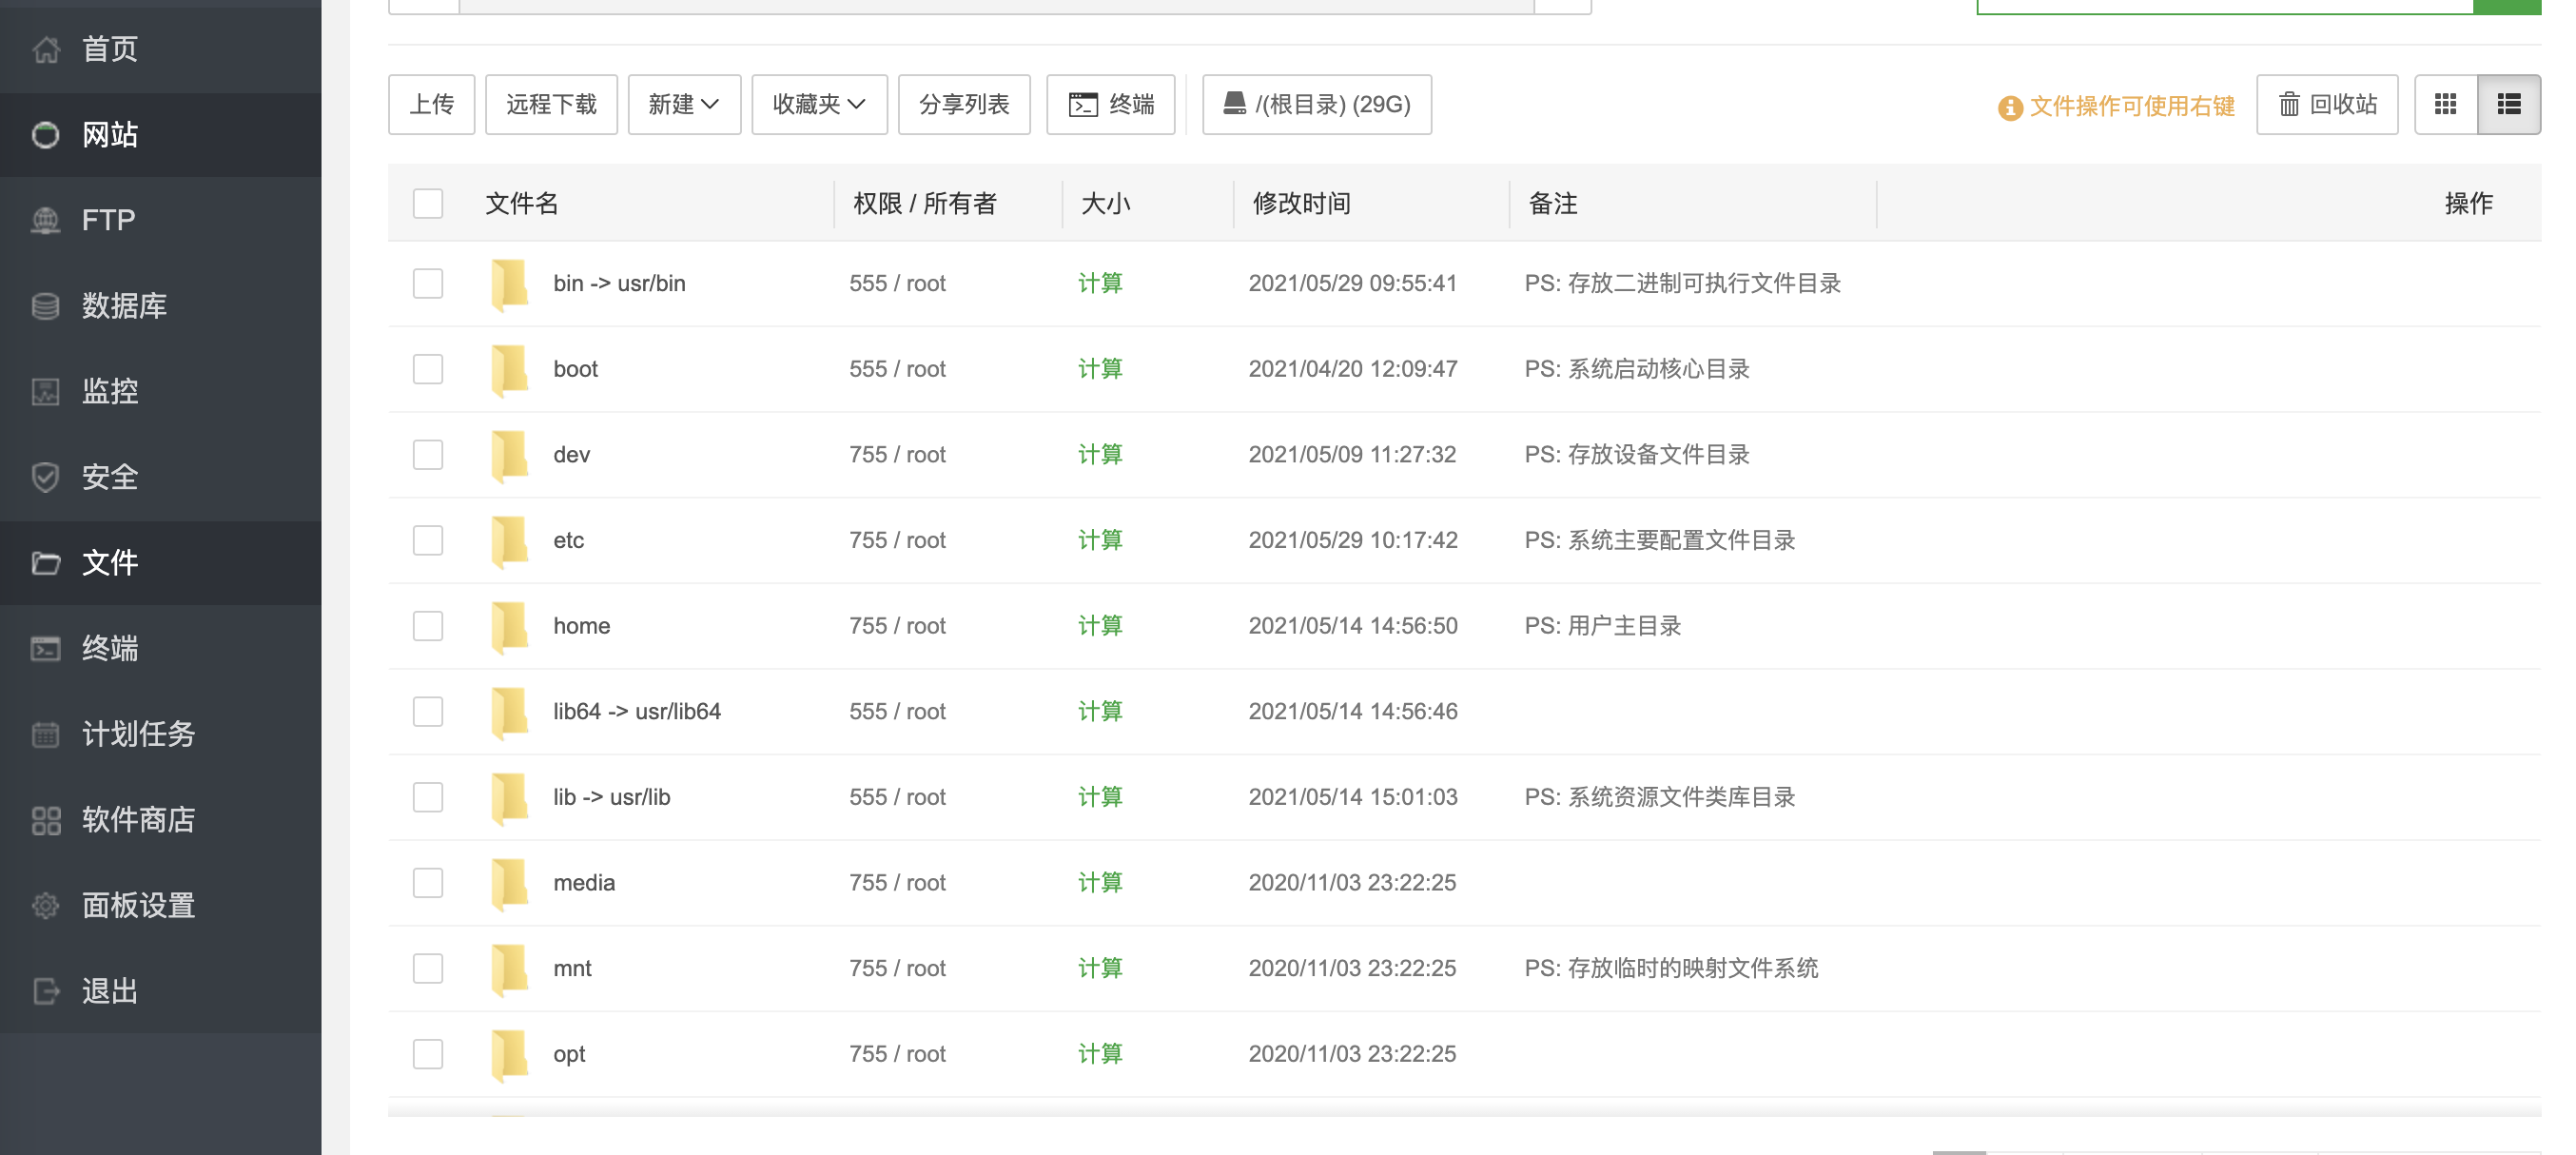 首页
网站
FTP
数据库
监控
安全
文件
终端
计划任务
软件商店
面板设置
退出
上传 远程下载 新建 收藏夹 分享列表 终端 /(根目录) (29G) 文件操作可使用右键 回收站
文件名 权限 / 所有者 大小 修改时间 备注 操作
bin -> usr/bin 555 / root 计算 2021/05/29 09:55:41 PS: 存放二进制可执行文件目录
boot 555 / root 计算 2021/04/20 12:09:47 PS: 系统启动核心目录
dev 755 / root 计算 2021/05/09 11:27:32 PS: 存放设备文件目录
etc 755 / root 计算 2021/05/29 10:17:42 PS: 系统主要配置文件目录
home 755 / root 计算 2021/05/14 14:56:50 PS: 用户主目录
lib64 -> usr/lib64 555 / root 计算 2021/05/14 14:56:46
lib -> usr/lib 555 / root 计算 2021/05/14 15:01:03 PS: 系统资源文件类库目录
media 755 / root 计算 2020/11/03 23:22:25
mnt 755 / root 计算 2020/11/03 23:22:25 PS: 存放临时的映射文件系统
opt 755 / root 计算 2020/11/03 23:22:25